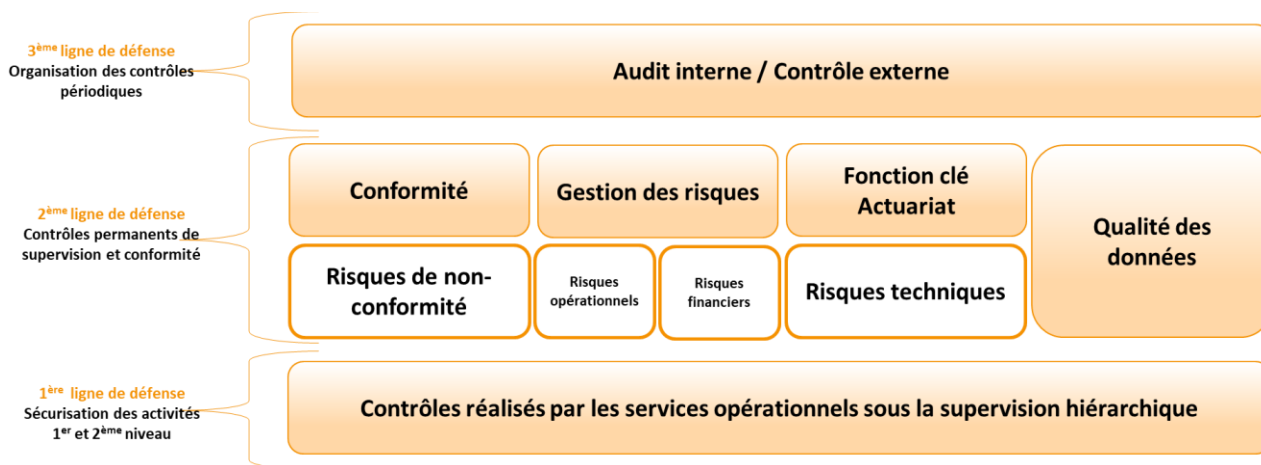 3ème ligne de défense
Organisation des contrôles
périodiques
Audit interne / Contrôle externe
2ème ligne de défense
Contrôles permanents de
supervision et conformité
Conformité
Gestion des risques
Fonction clé
Actuariat
Qualité des
données
Risques de non-
conformité
Risques
opérationnels
Risques
financiers
Risques techniques
1ère ligne de défense
Sécurisation des activités
1er et 2ème niveau
Contrôles réalisés par les services opérationnels sous la supervision hiérarchique